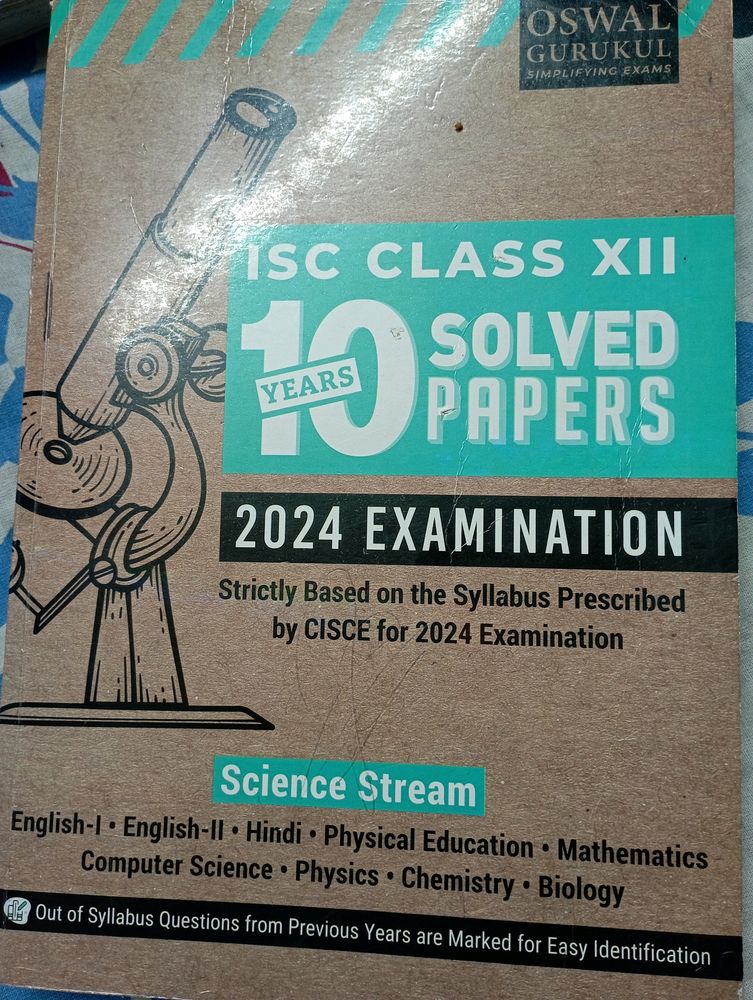 OSWAL
GURUKUL
SIMPLIFYING EXAMS
ISC CLASS XII
10 YEARS
SOLVED
PAPERS
2024 EXAMINATION
Strictly Based on the Syllabus Prescribed
by CISCE for 2024 Examination
Science Stream
English-I • English-II • Hindi • Physical Education • Mathematics
Computer Science • Physics • Chemistry • Biology
Out of Syllabus Questions from Previous Years are Marked for Easy Identification